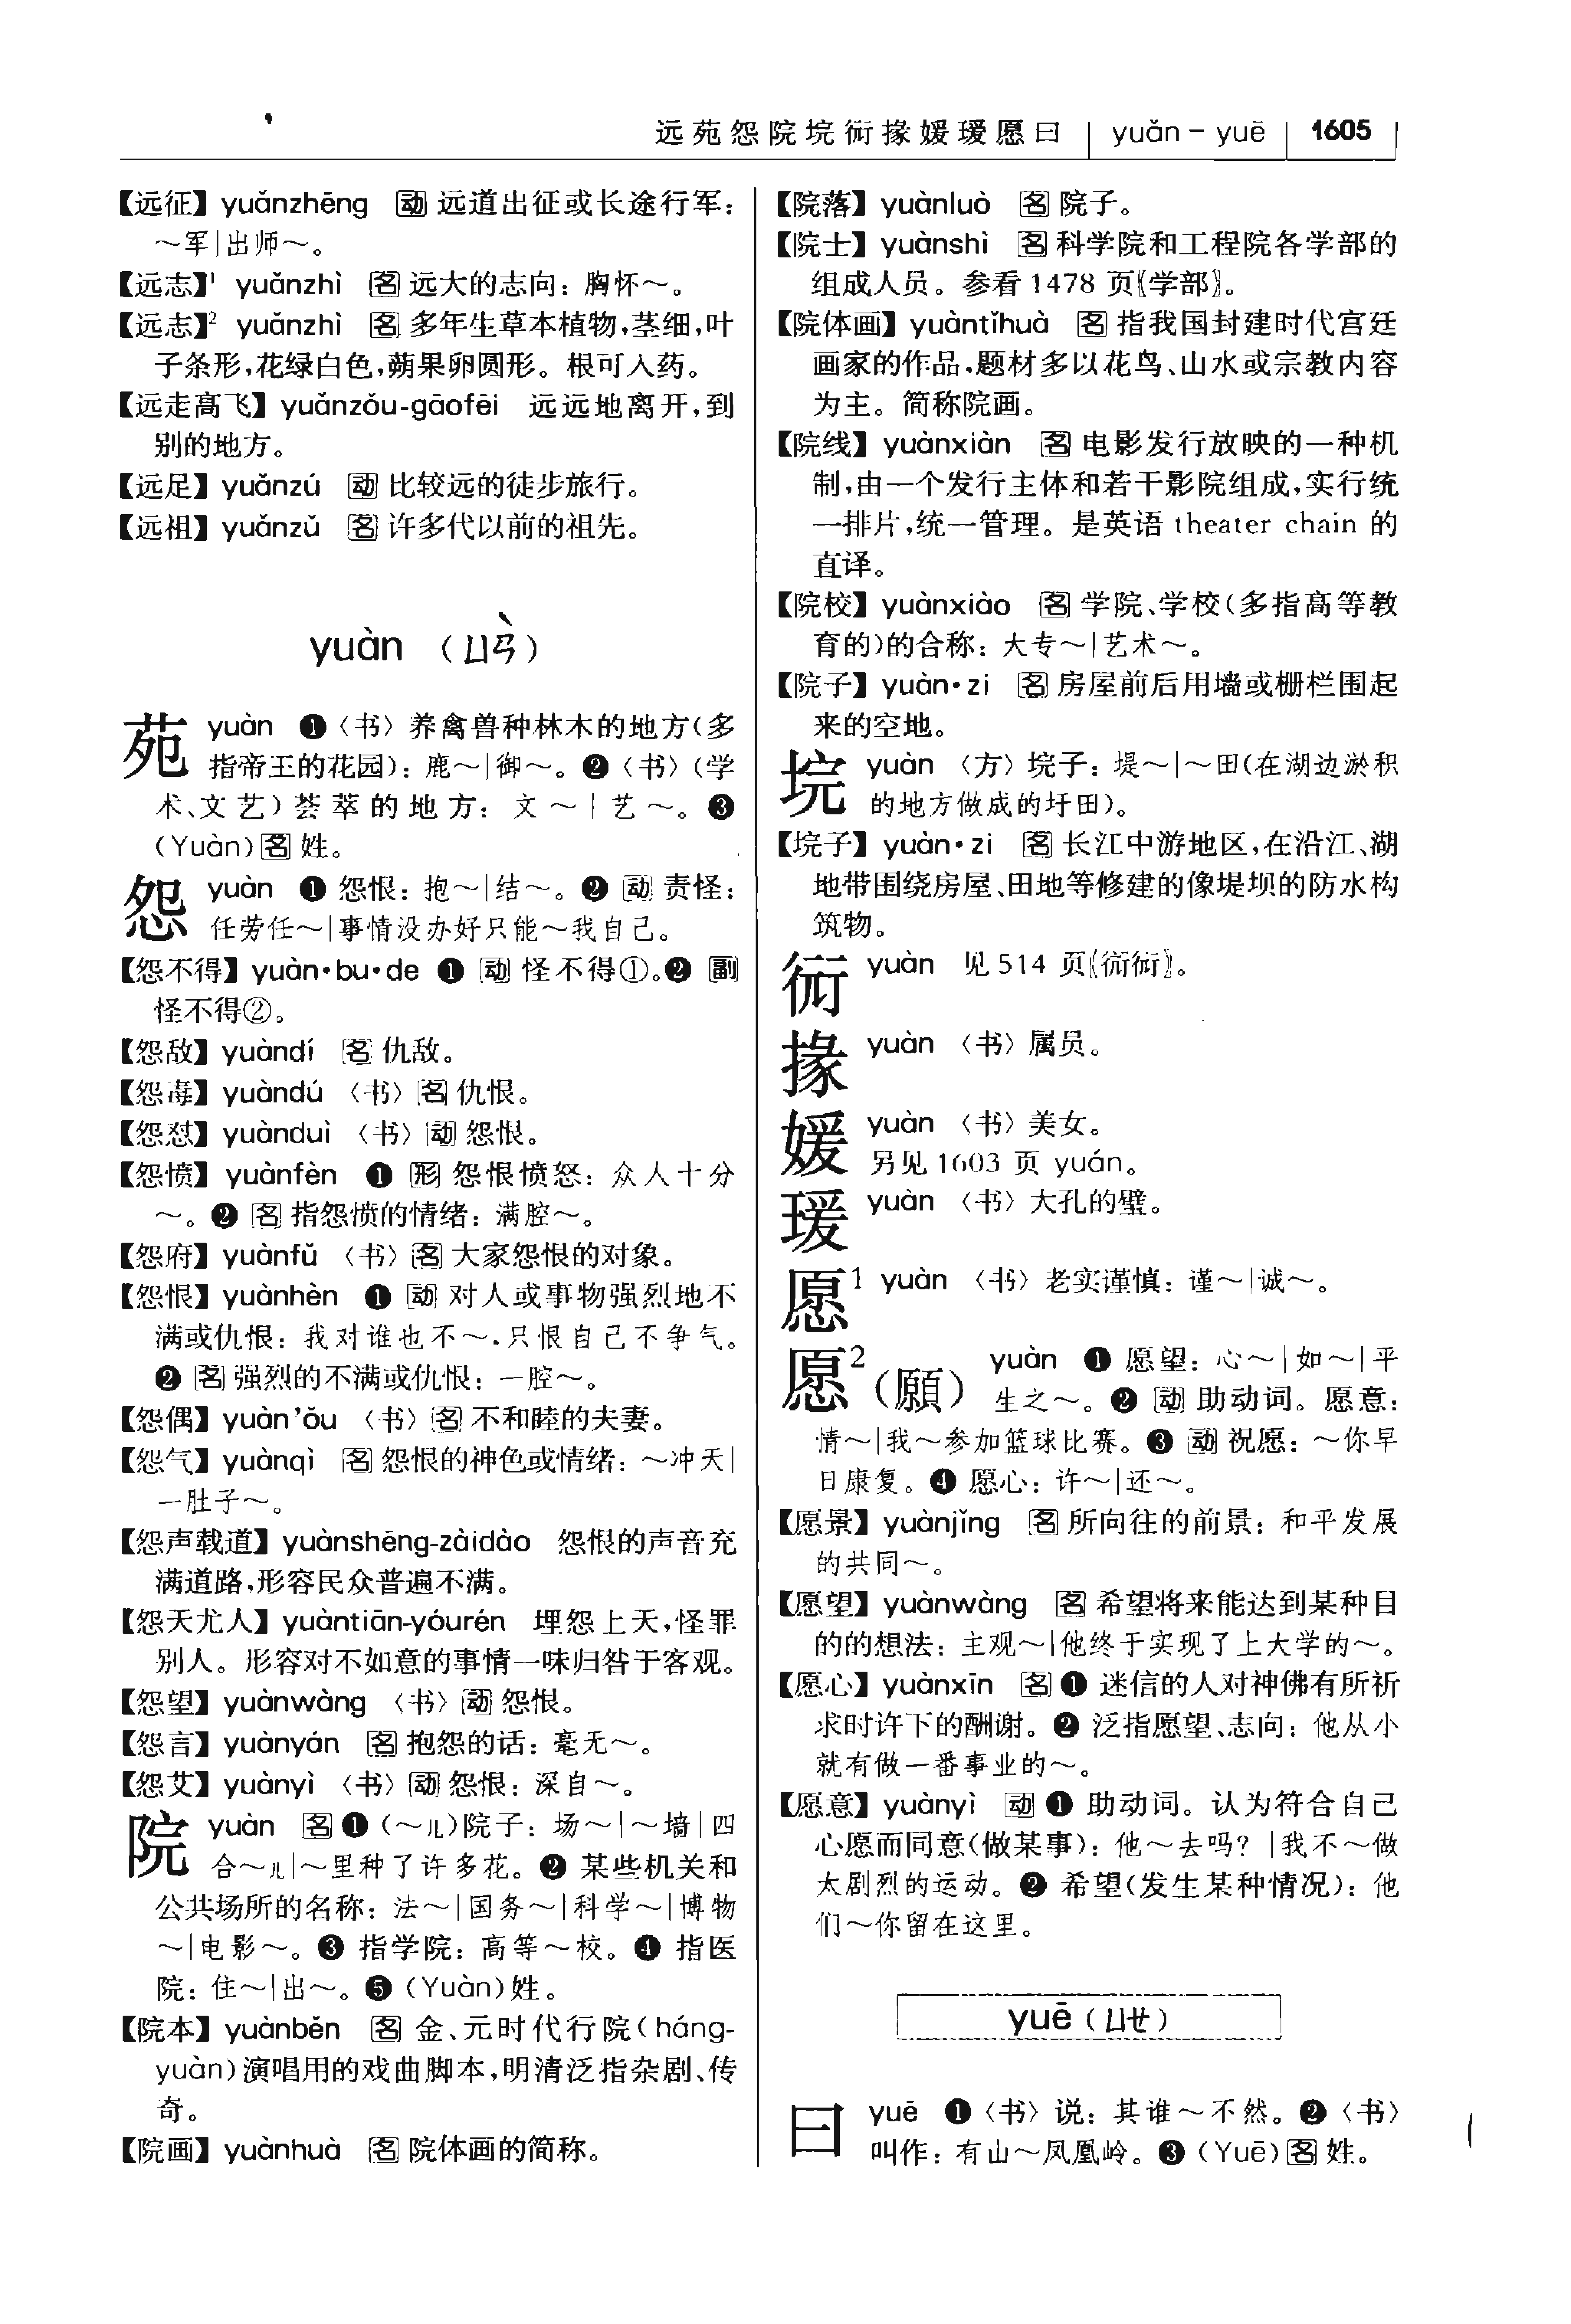 远苑怨院垸衏掾媛瑗愿曰 yuǎn－yuē 1605
【远征】 yuǎnzhēng 动 远道出征或长途行军：
～军|出师～。
【远志】¹ yuǎnzhì 名 远大的志向：胸怀～。
【远志】² yuǎnzhì 名 多年生草本植物，茎细，叶
子条形，花绿白色，蒴果卵圆形。根可入药。
【远走高飞】 yuǎnzǒu-gāofēi 远远地离开，到
别的地方。
【远足】 yuǎnzú 动 比较远的徒步旅行。
【远祖】 yuǎnzǔ 名 许多代以前的祖先。
yuàn （ㄩㄢˋ）
苑 yuàn ❶〈书〉养禽兽种林木的地方（多
指帝王的花园）：鹿～|御～。❷〈书〉（学
术、文艺）荟萃的地方：文～|艺～。❸
（Yuàn）名 姓。
怨 yuàn ❶ 怨恨：抱～|结～。❷ 动 责怪：
任劳任～|事情没办好只能～我自己。
【怨不得】 yuàn•bu•de ❶ 动 怪不得①。❷ 副
怪不得②。
【怨敌】 yuàndí 名 仇敌。
【怨毒】 yuàndú 〈书〉名 仇恨。
【怨怼】 yuànduì 〈书〉动 怨恨。
【怨愤】 yuànfèn ❶ 形 怨恨愤怒：众人十分
～。❷ 名 指怨愤的情绪：满腔～。
【怨府】 yuànfǔ 〈书〉名 大家怨恨的对象。
【怨恨】 yuànhèn ❶ 动 对人或事物强烈地不
满或仇恨：我对谁也不～，只恨自己不争气。
❷ 名 强烈的不满或仇恨：一腔～。
【怨偶】 yuàn’ǒu 〈书〉名 不和睦的夫妻。
【怨气】 yuànqì 名 怨恨的神色或情绪：～冲天|
一肚子～。
【怨声载道】 yuànshēng-zàidào 怨恨的声音充
满道路，形容民众普遍不满。
【怨天尤人】 yuàntiān-yóurén 埋怨上天，怪罪
别人。形容对不如意的事情一味归咎于客观。
【怨望】 yuànwàng 〈书〉动 怨恨。
【怨言】 yuànyán 名 抱怨的话：毫无～。
【怨艾】 yuànyì 〈书〉动 怨恨：深自～。
院 yuàn 名 ❶（～儿）院子：场～|～墙|四
合～儿|～里种了许多花。❷ 某些机关和
公共场所的名称：法～|国务～|科学～|博物
～|电影～。❸ 指学院：高等～校。❹ 指医
院：住～|出～。❺（Yuàn）姓。
【院本】 yuànběn 名 金、元时代行院（háng-
yuàn）演唱用的戏曲脚本，明清泛指杂剧、传
奇。
【院画】 yuànhuà 名 院体画的简称。
【院落】 yuànluò 名 院子。
【院士】 yuànshì 名 科学院和工程院各学部的
组成人员。参看 1478 页〖学部〗。
【院体画】 yuàntǐhuà 名 指我国封建时代宫廷
画家的作品，题材多以花鸟、山水或宗教内容
为主。简称院画。
【院线】 yuànxiàn 名 电影发行放映的一种机
制，由一个发行主体和若干影院组成，实行统
一排片，统一管理。是英语 theater chain 的
直译。
【院校】 yuànxiào 名 学院、学校（多指高等教
育的）的合称：大专～|艺术～。
【院子】 yuàn•zi 名 房屋前后用墙或栅栏围起
来的空地。
垸 yuàn 〈方〉垸子：堤～|～田（在湖边淤积
的地方做成的圩田）。
【垸子】 yuàn•zi 名 长江中游地区，在沿江、湖
地带围绕房屋、田地等修建的像堤坝的防水构
筑物。
衏 yuàn 见 514 页〖𧗠衏〗。
掾 yuàn 〈书〉属员。
媛 yuàn 〈书〉美女。
另见 1603 页 yuán。
瑗 yuàn 〈书〉大孔的璧。
愿¹ yuàn 〈书〉老实谨慎：谨～|诚～。
愿²（願） yuàn ❶ 愿望：心～|如～|平
生之～。❷ 动 助动词。愿意：
情～|我～参加篮球比赛。❸ 动 祝愿：～你早
日康复。❹ 愿心：许～|还～。
【愿景】 yuànjǐng 名 所向往的前景：和平发展
的共同～。
【愿望】 yuànwàng 名 希望将来能达到某种目
的的想法：主观～|他终于实现了上大学的～。
【愿心】 yuànxīn 名 ❶ 迷信的人对神佛有所祈
求时许下的酬谢。❷ 泛指愿望、志向：他从小
就有做一番事业的～。
【愿意】 yuànyì 动 ❶ 助动词。认为符合自己
心愿而同意（做某事）：他～去吗？|我不～做
太剧烈的运动。❷ 希望（发生某种情况）：他
们～你留在这里。
yuē（ㄩㄝ）
曰 yuē ❶〈书〉说：其谁～不然。❷〈书〉
叫作：有山～凤凰岭。❸（Yuē）名 姓。